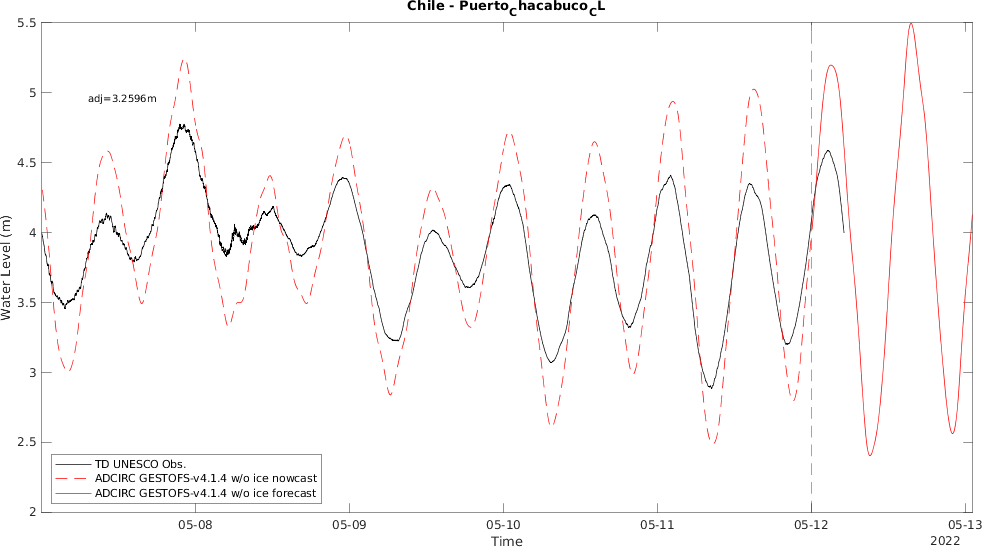 Chile - PuertoChacabucoCL
5.5
adj=3.2596m
5
4.5
4
3.5
3
2.5
2
Water Level (m)
TD UNESCO Obs.
ADCIRC GESTOFS-v4.1.4 w/o ice nowcast
ADCIRC GESTOFS-v4.1.4 w/o ice forecast
05-08 05-09 05-10 05-11 05-12 05-13
Time
2022